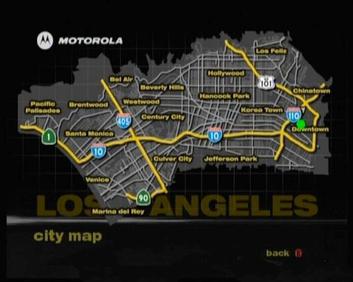 MOTOROLA
Los Feliz
Bel Air
Hollywood
101
Beverly Hills
Chinatown
Pacific
Palisades
Brentwood
Westwood
Hancock Park
Century City
Korea Town
110
405
Downtown
1
Santa Monica
10
10
Culver City
Jefferson Park
Venice
90
Marina del Rey
LOS ANGELES
city map
back